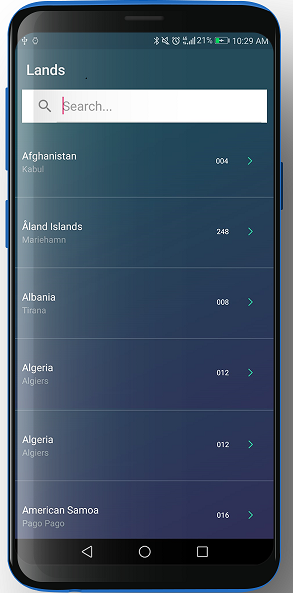 21% 10:29 AM
Lands
Search...
Afghanistan
004
Kabul
Åland Islands
248
Mariehamn
Albania
008
Tirana
Algeria
012
Algiers
Algeria
012
Algiers
American Samoa
016
Pago Pago